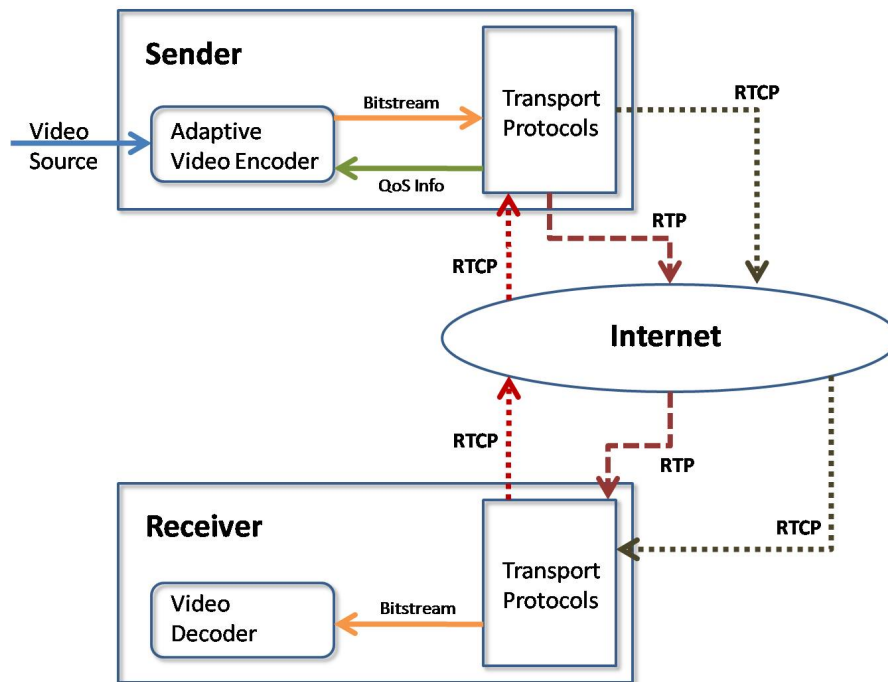 Sender
Video
Source
Adaptive
Video Encoder
Bitstream
QoS Info
Transport
Protocols
RTCP
RTP
RTCP
Internet
RTCP
RTP
RTCP
Receiver
Transport
Protocols
Bitstream
Video
Decoder